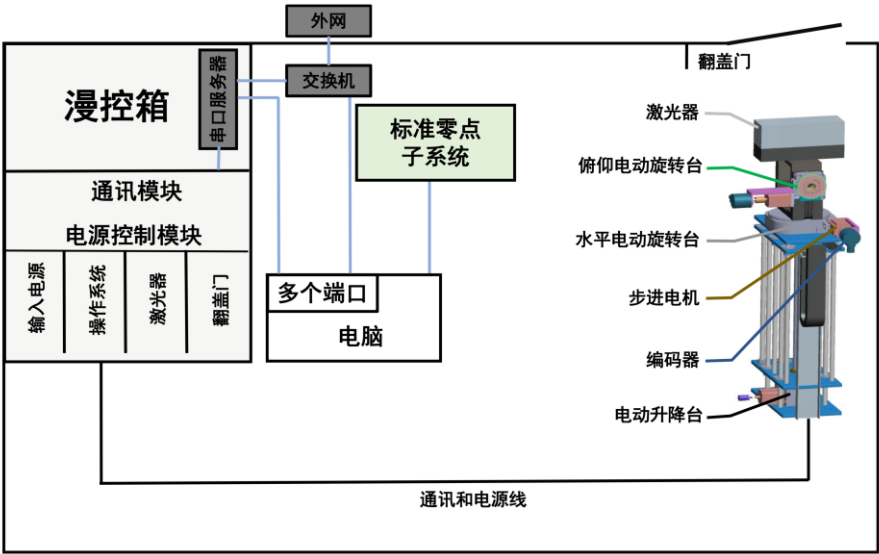 外网
交换机
串口服务器
漫控箱
标准零点
子系统
通讯模块
电源控制模块
输入电源
操作系统
激光器
翻盖门
多个端口
电脑
翻盖门
激光器
俯仰电动旋转台
水平电动旋转台
步进电机
编码器
电动升降台
通讯和电源线